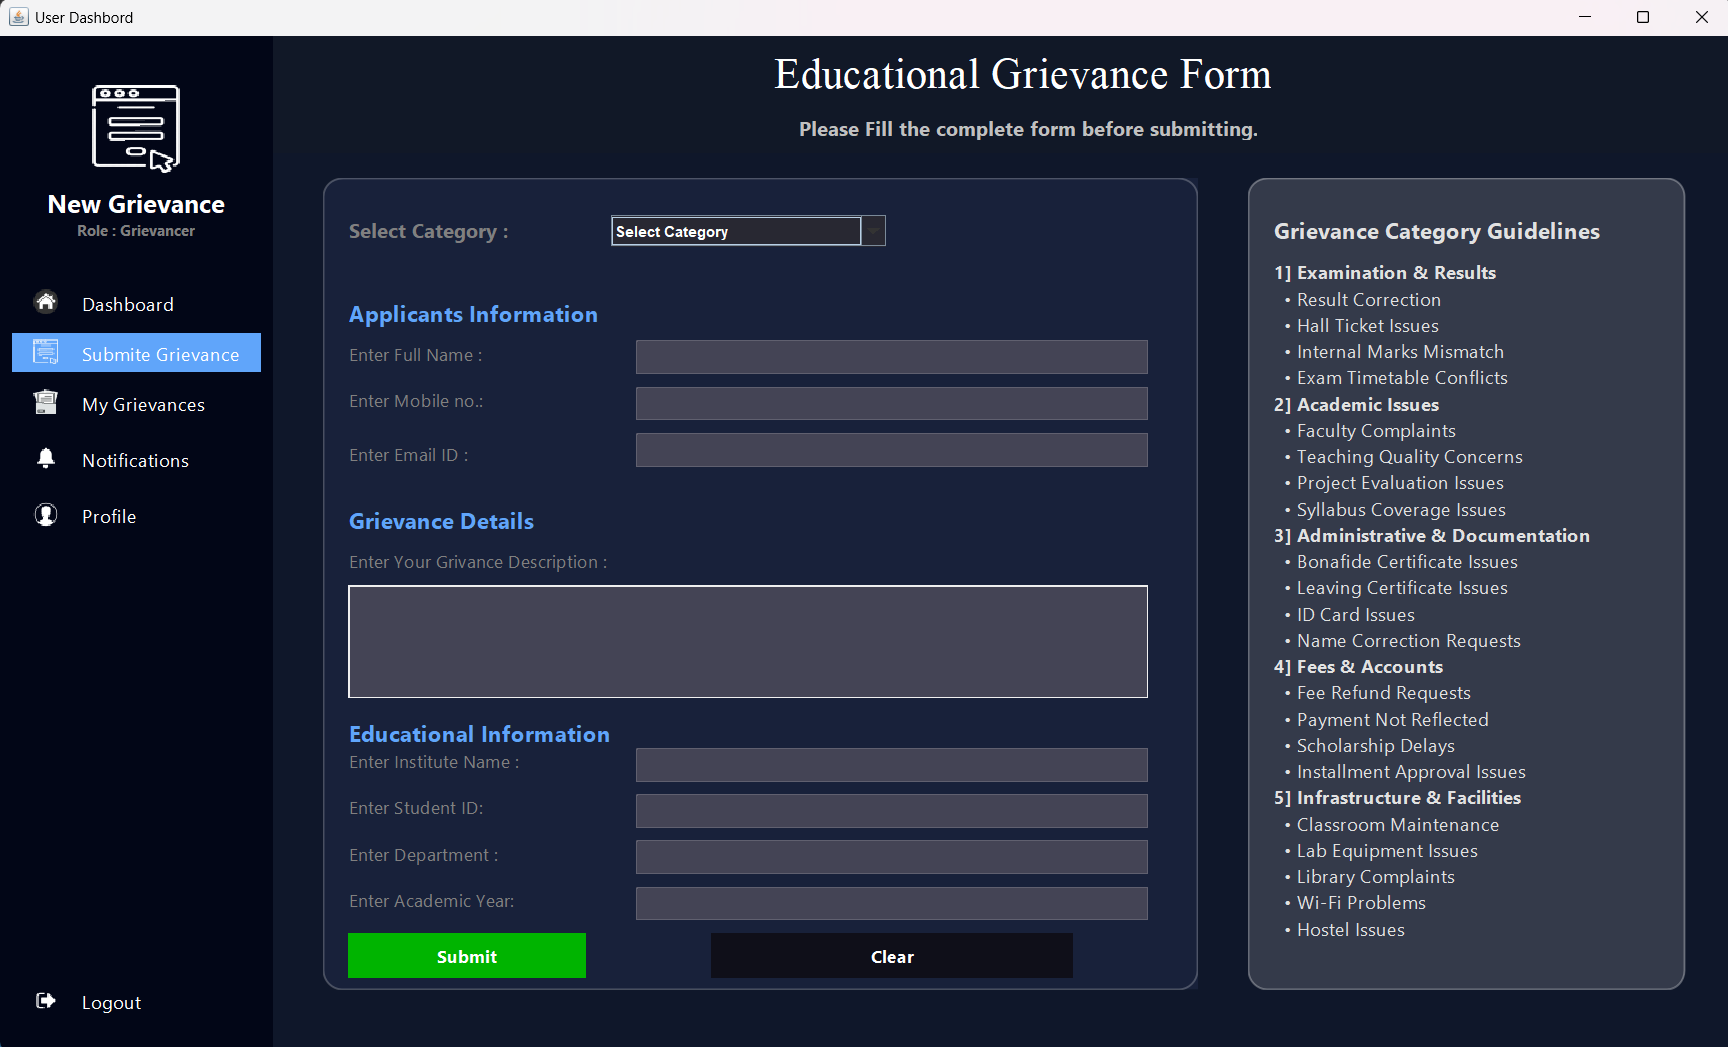 User Dashbord
New Grievance
Role : Grievancer
Dashboard
Submite Grievance
My Grievances
Notifications
Profile
Logout
Educational Grievance Form
Please Fill the complete form before submitting.
Select Category :
Select Category
Applicants Information
Enter Full Name :
Enter Mobile no.:
Enter Email ID :
Grievance Details
Enter Your Grivance Description :
Educational Information
Enter Institute Name :
Enter Student ID:
Enter Department :
Enter Academic Year:
Submit
Clear
Grievance Category Guidelines
1] Examination & Results
• Result Correction
• Hall Ticket Issues
• Internal Marks Mismatch
• Exam Timetable Conflicts
2] Academic Issues
• Faculty Complaints
• Teaching Quality Concerns
• Project Evaluation Issues
• Syllabus Coverage Issues
3] Administrative & Documentation
• Bonafide Certificate Issues
• Leaving Certificate Issues
• ID Card Issues
• Name Correction Requests
4] Fees & Accounts
• Fee Refund Requests
• Payment Not Reflected
• Scholarship Delays
• Installment Approval Issues
5] Infrastructure & Facilities
• Classroom Maintenance
• Lab Equipment Issues
• Library Complaints
• Wi-Fi Problems
• Hostel Issues